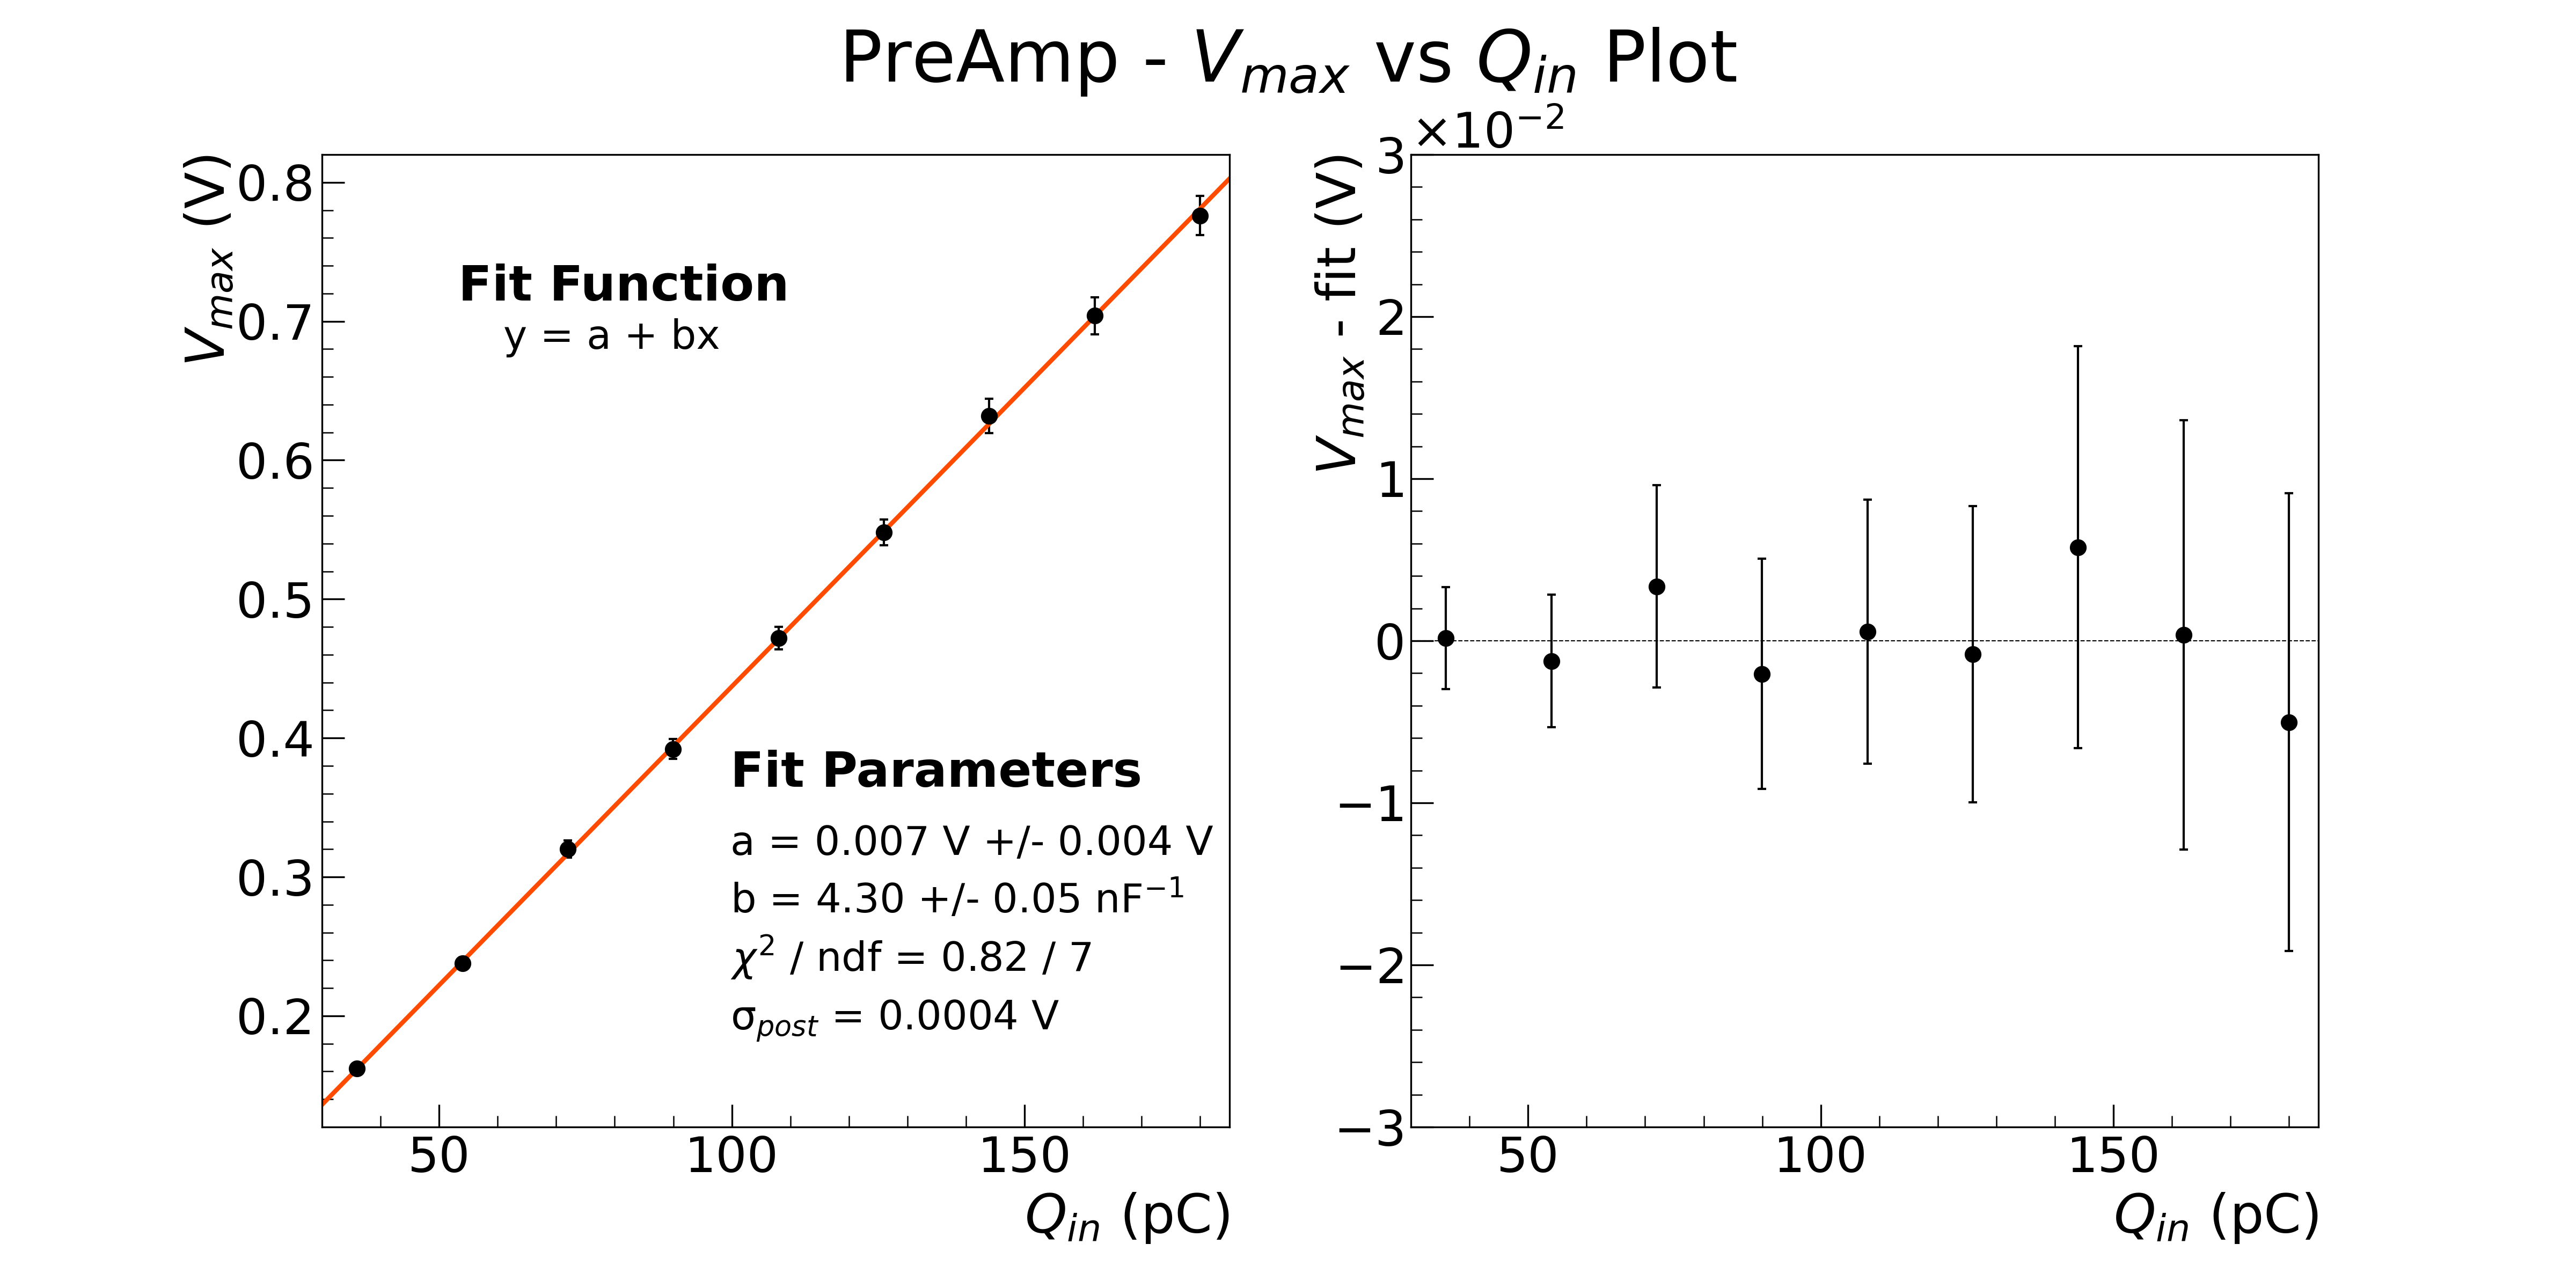 PreAmp - Vmax vs Qin Plot
Vmax (V)
0.8
0.7
0.6
0.5
0.4
0.3
0.2
Fit Function
y = a + bx
Fit Parameters
a = 0.007 V +/- 0.004 V
b = 4.30 +/- 0.05 nF⁻¹
χ² / ndf = 0.82 / 7
σpost = 0.0004 V
50 100 150
Qin (pC)
×10⁻²
Vmax - fit (V)
3
2
1
0
−1
−2
−3
50 100 150
Qin (pC)